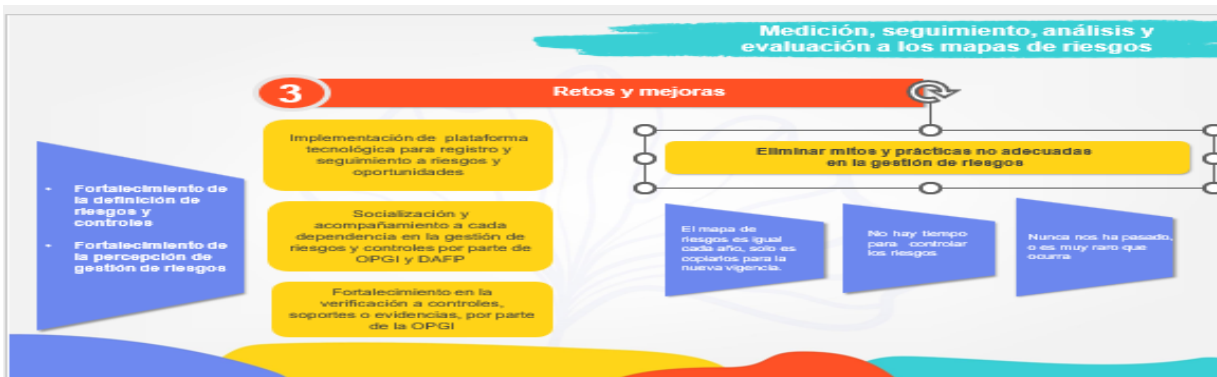 Medición, seguimiento, análisis y
evaluación a los mapas de riesgos
3
Retos y mejoras
• Fortalecimiento de
la definición de
riesgos y
controles
• Fortalecimiento de
la percepción de
gestión de riesgos
Implementación de plataforma
tecnológica para registro y
seguimiento a riesgos y
oportunidades
Socialización y
acompañamiento a cada
dependencia en la gestión de
riesgos y controles por parte de
OPGI y DAFP
Fortalecimiento en la
verificación a controles,
soportes o evidencias, por parte
de la OPGI
Eliminar mitos y prácticas no adecuadas
en la gestión de riesgos
El mapa de
riesgos es igual
cada año, solo es
copiarlos para la
nueva vigencia.
No hay tiempo
para controlar
los riesgos
Nunca nos ha pasado,
o es muy raro que
ocurra